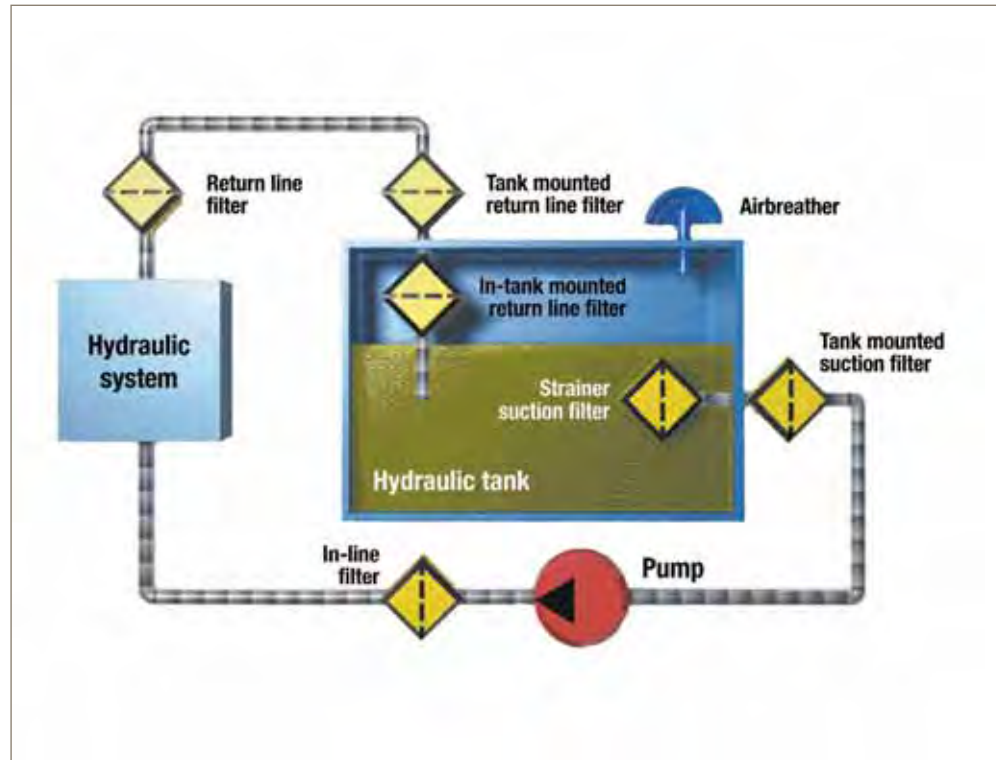 Return line
filter
Tank mounted
return line filter
Airbreather
In-tank mounted
return line filter
Hydraulic
system
Tank mounted
suction filter
Strainer
suction filter
Hydraulic tank
In-line
filter
Pump